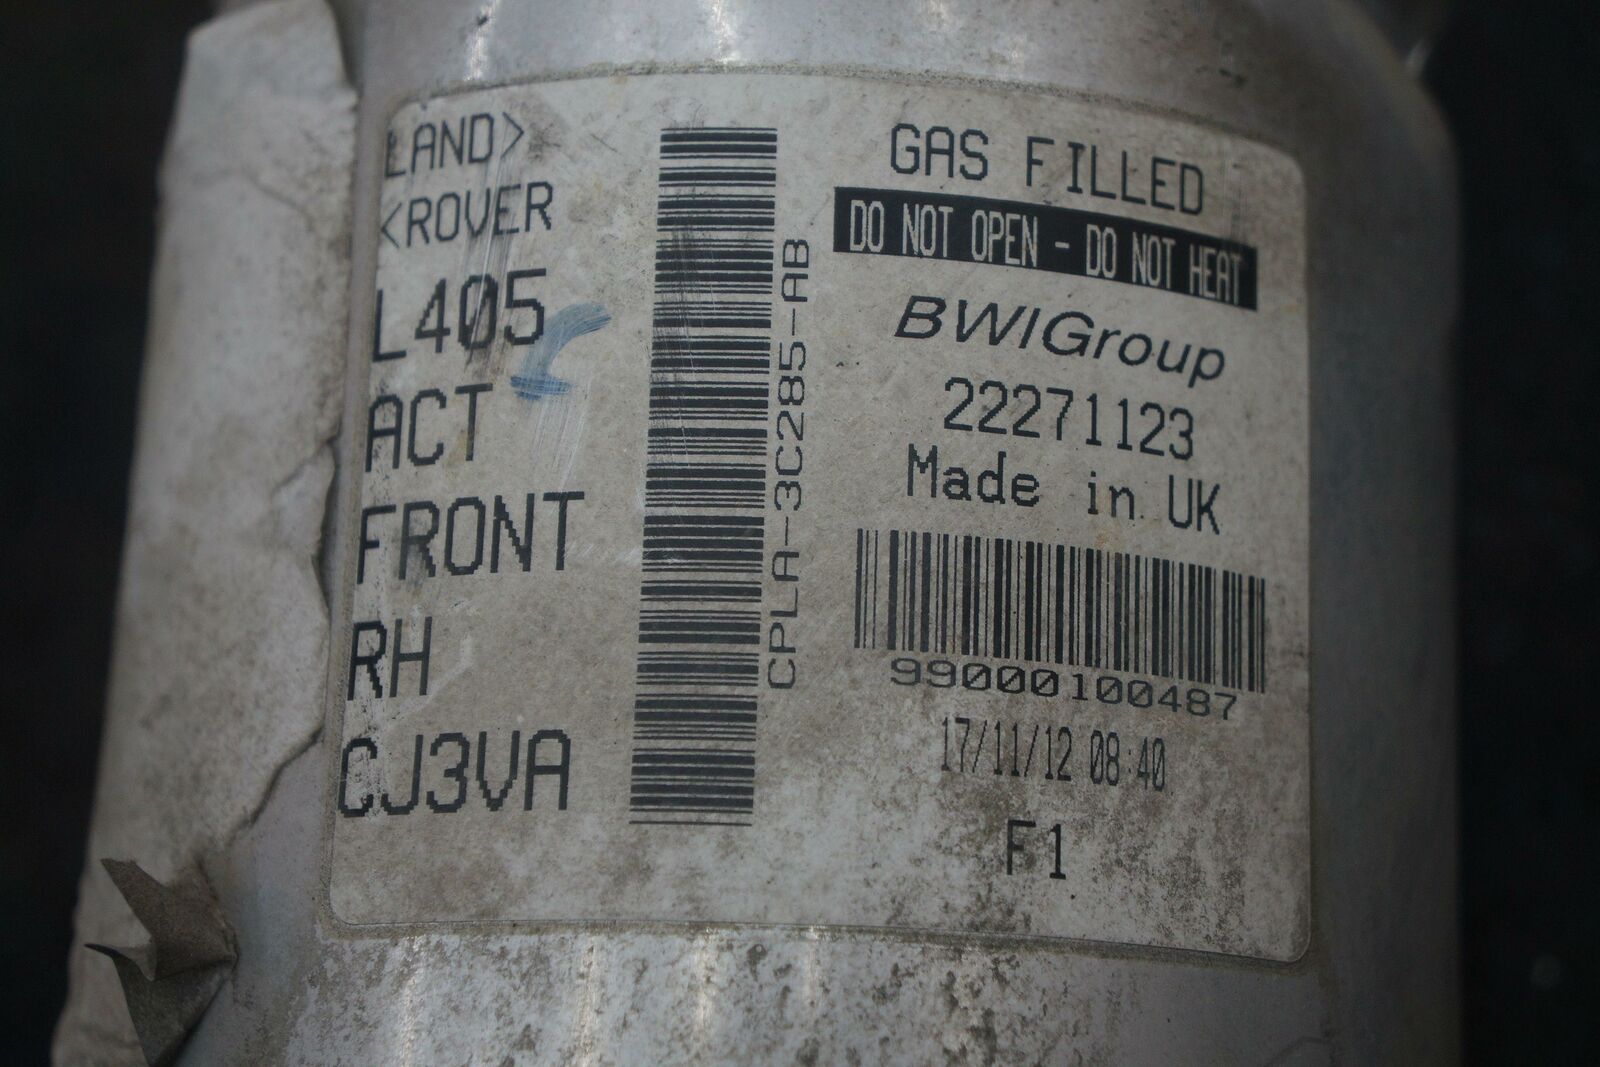 LAND>
<ROVER
L405
ACT
FRONT
RH
CJ3VA
CPLA-3C285-AB
GAS FILLED
DO NOT OPEN - DO NOT HEAT
BWIGroup
22271123
Made in UK
99000100487
17/11/12 08:40
F1